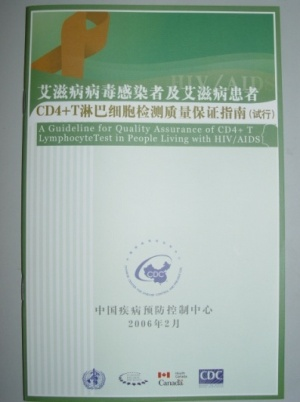 HIV/AID
艾滋病病毒感染者及艾滋病患者
CD4+T淋巴细胞检测质量保证指南(试行)
A Guideline for Quality Assurance of CD4+ T
LymphocyteTest in People Living with HIV/AIDS
CDC
中国疾病预防控制中心
2006年2月
Canada
CDC